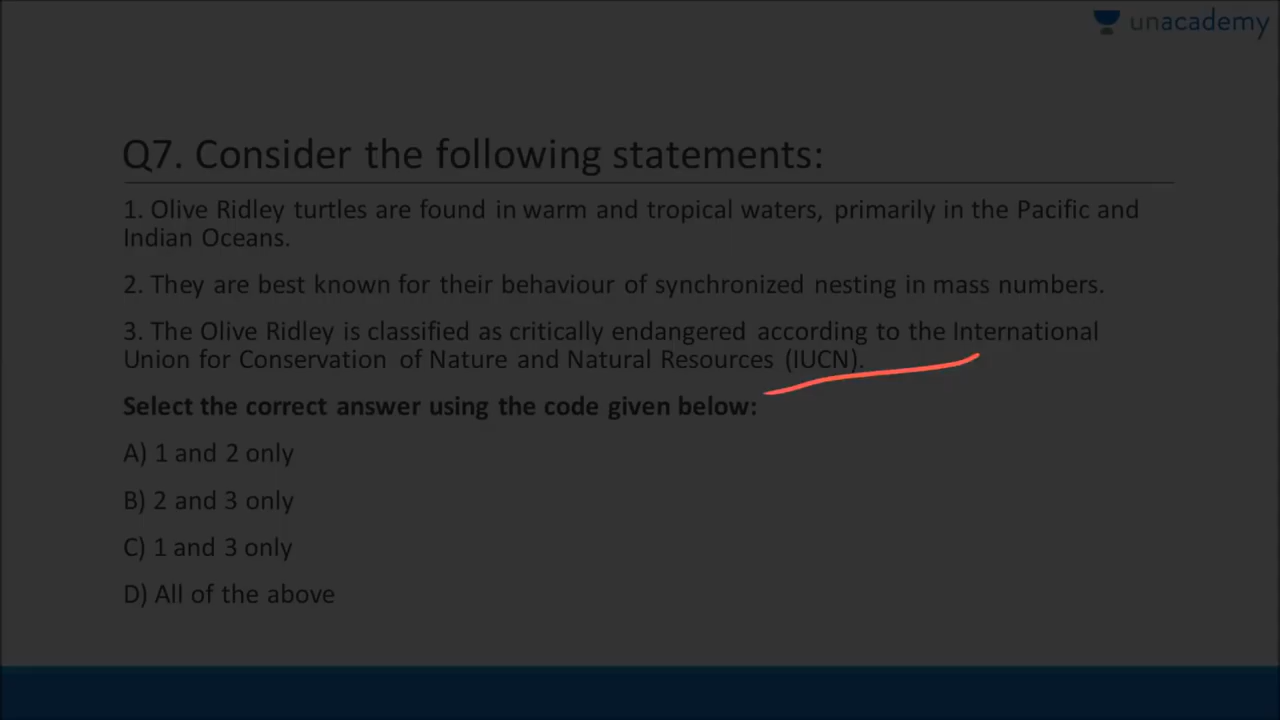 unacademy
Q7. Consider the following statements:
1. Olive Ridley turtles are found in warm and tropical waters, primarily in the Pacific and
Indian Oceans.
2. They are best known for their behaviour of synchronized nesting in mass numbers.
3. The Olive Ridley is classified as critically endangered according to the International
Union for Conservation of Nature and Natural Resources (IUCN).
Select the correct answer using the code given below:
A) 1 and 2 only
B) 2 and 3 only
C) 1 and 3 only
D) All of the above